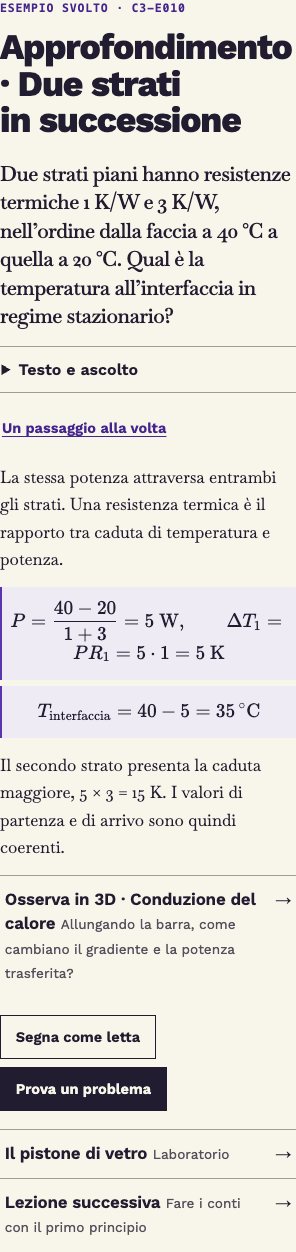 ESEMPIO SVOLTO · C3-E010
Approfondimento
· Due strati
in successione
Due strati piani hanno resistenze
termiche 1 K/W e 3 K/W,
nell’ordine dalla faccia a 40 °C a
quella a 20 °C. Qual è la
temperatura all’interfaccia in
regime stazionario?
▶ Testo e ascolto
Un passaggio alla volta
La stessa potenza attraversa entrambi
gli strati. Una resistenza termica è il
rapporto tra caduta di temperatura e
potenza.
P = \frac{40 − 20}{1 + 3} = 5 W, ΔT₁ =
PR₁ = 5 · 1 = 5 K
T_interfaccia = 40 − 5 = 35 °C
Il secondo strato presenta la caduta
maggiore, 5 × 3 = 15 K. I valori di
partenza e di arrivo sono quindi
coerenti.
Osserva in 3D · Conduzione del →
calore Allungando la barra, come
cambiano il gradiente e la potenza
trasferita?
Segna come letta
Prova un problema
Il pistone di vetro Laboratorio →
Lezione successiva Fare i conti →
con il primo principio